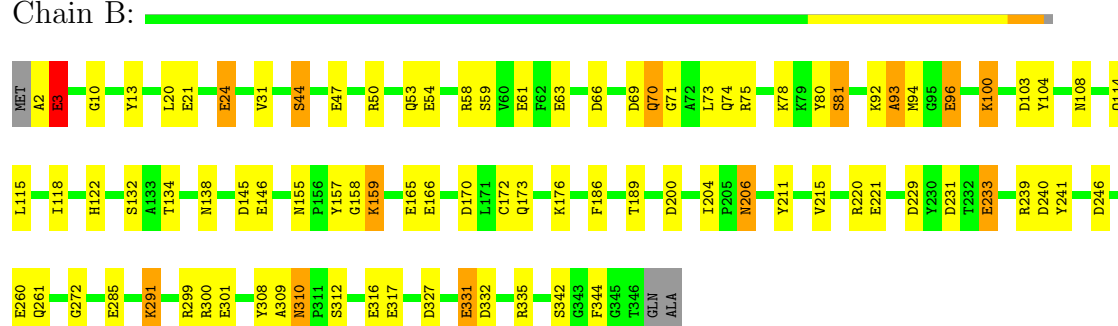 Chain B:
MET A2 E3 G10 Y13 L20 E21 E24 V31 S44 E47 R50 Q53 E54 R58 S59 V60 E61 F62 E63 D66 D69 Q70 G71 A72 L73 Q74 R75 K78 K79 Y80 S81 K92 A93 M94 G95 E96 K100 D103 Y104 N108
L115 I118 H122 S132 A133 T134 N138 D145 E146 N155 P156 Y157 G158 K159 E165 E166 D170 L171 C172 Q173 K176 F186 T189 D200 I204 P205 N206 Y211 V215 R220 E221 D229 Y230 D231 T232 E233 R239 D240 Y241 D246
E260 Q261 G272 E285 K291 R299 R300 E301 Y308 A309 N310 P311 S312 E316 E317 D327 E331 D332 R335 S342 G343 F344 G345 T346 GLN ALA